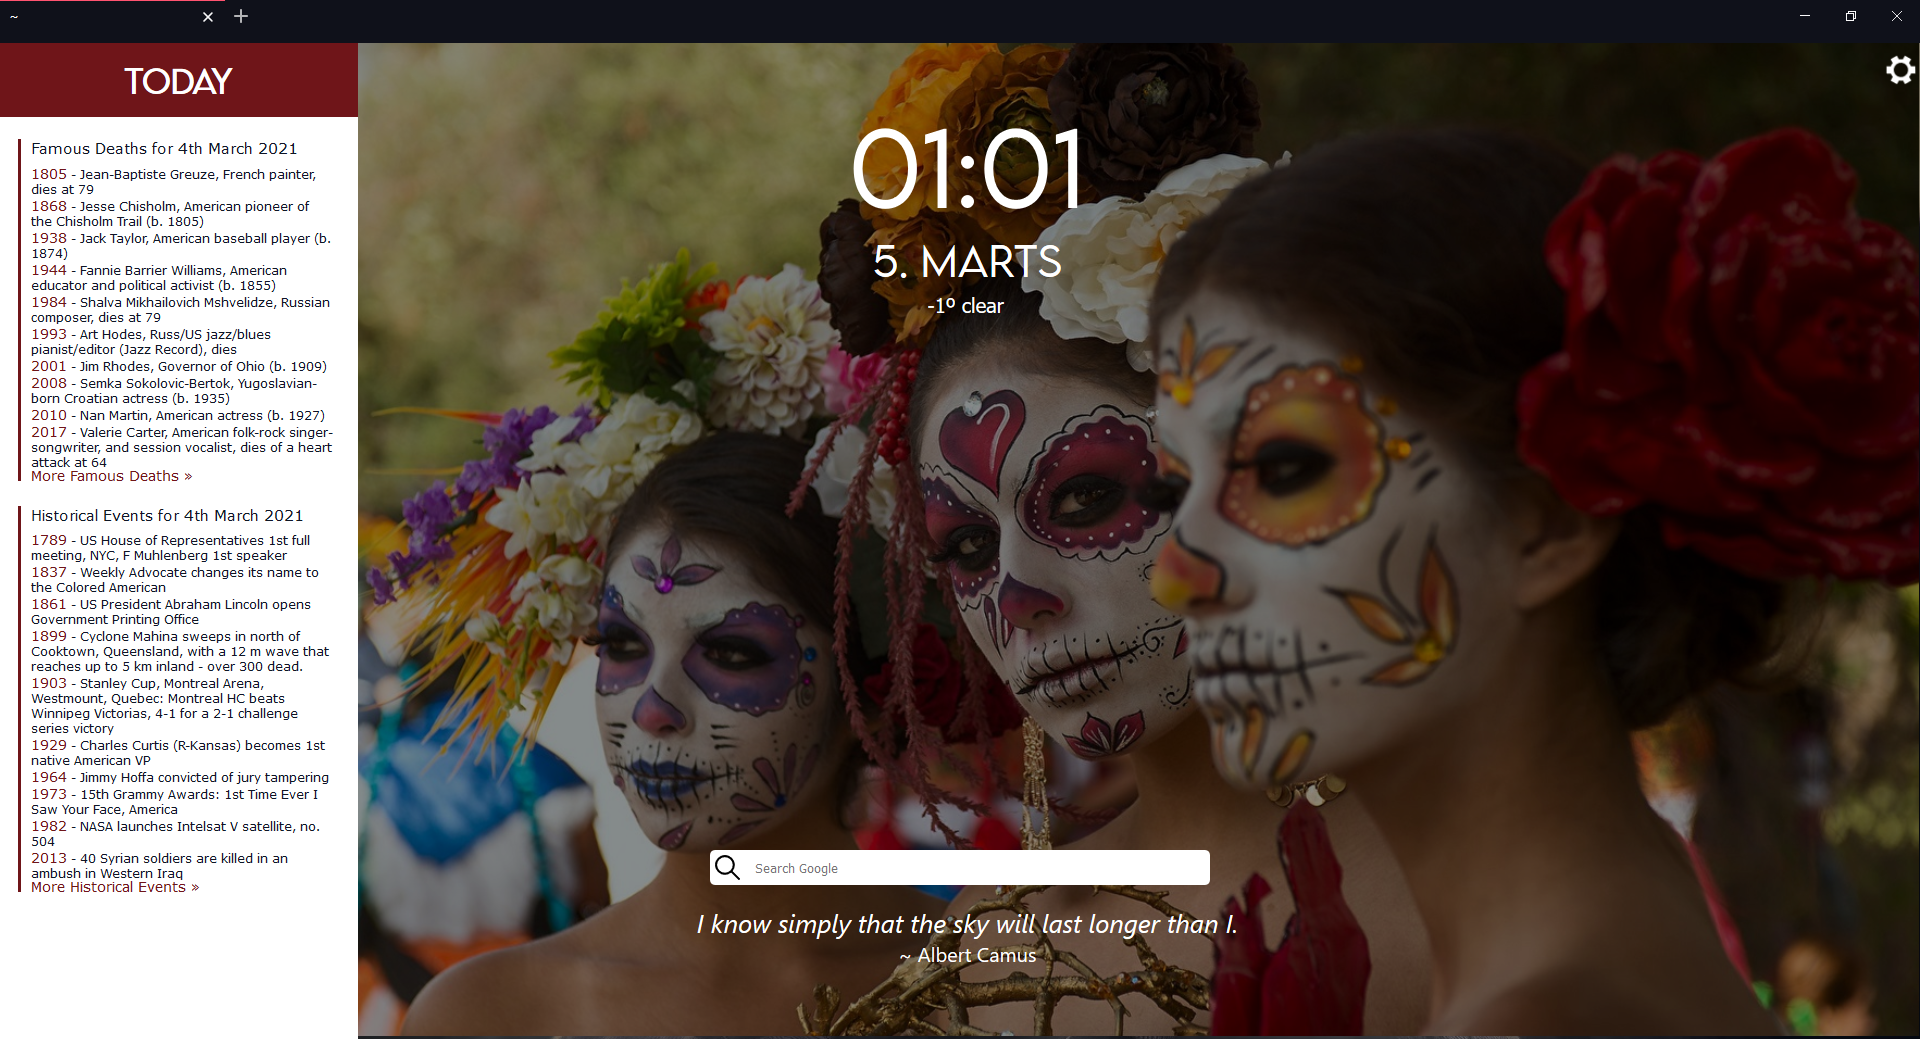 ~
TODAY
Famous Deaths for 4th March 2021
1805 - Jean-Baptiste Greuze, French painter,
dies at 79
1868 - Jesse Chisholm, American pioneer of
the Chisholm Trail (b. 1805)
1938 - Jack Taylor, American baseball player (b.
1874)
1944 - Fannie Barrier Williams, American
educator and political activist (b. 1855)
1984 - Shalva Mikhailovich Mshvelidze, Russian
composer, dies at 79
1993 - Art Hodes, Russ/US jazz/blues
pianist/editor (Jazz Record), dies
2001 - Jim Rhodes, Governor of Ohio (b. 1909)
2008 - Semka Sokolovic-Bertok, Yugoslavian-
born Croatian actress (b. 1935)
2010 - Nan Martin, American actress (b. 1927)
2017 - Valerie Carter, American folk-rock singer-
songwriter, and session vocalist, dies of a heart
attack at 64
More Famous Deaths »
Historical Events for 4th March 2021
1789 - US House of Representatives 1st full
meeting, NYC, F Muhlenberg 1st speaker
1837 - Weekly Advocate changes its name to
the Colored American
1861 - US President Abraham Lincoln opens
Government Printing Office
1899 - Cyclone Mahina sweeps in north of
Cooktown, Queensland, with a 12 m wave that
reaches up to 5 km inland - over 300 dead.
1903 - Stanley Cup, Montreal Arena,
Westmount, Quebec: Montreal HC beats
Winnipeg Victorias, 4-1 for a 2-1 challenge
series victory
1929 - Charles Curtis (R-Kansas) becomes 1st
native American VP
1964 - Jimmy Hoffa convicted of jury tampering
1973 - 15th Grammy Awards: 1st Time Ever I
Saw Your Face, America
1982 - NASA launches Intelsat V satellite, no.
504
2013 - 40 Syrian soldiers are killed in an
ambush in Western Iraq
More Historical Events »
01:01
5. MARTS
-1º clear
Search Google
I know simply that the sky will last longer than I.
~ Albert Camus